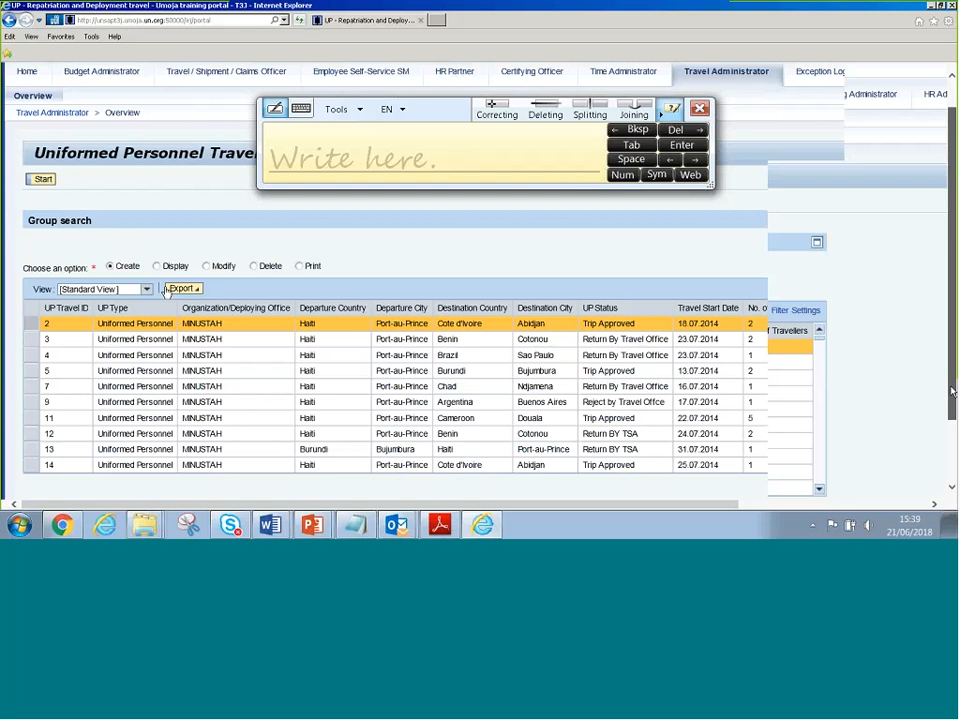 UP - Repatriation and Deployment travel - Umoja training portal - T3J - Internet Explorer
http://unsapt3j.umoja.un.org:50000/irj/portal
UP - Repatriation and Deploy...
Edit View Favorites Tools Help
Home Budget Administrator Travel / Shipment / Claims Officer Employee Self-Service SM HR Partner Certifying Officer Time Administrator Travel Administrator Exception Log
Overview
g Administrator HR Ad
Travel Administrator > Overview
Tools EN Correcting Deleting Splitting Joining
Write here.
← Bksp Del →
Tab Enter
Space ← →
Num Sym Web
Uniformed Personnel Trave
Start
Group search
Choose an option: * Create Display Modify Delete Print
View: [Standard View] Export
UP Travel ID UP Type Organization/Deploying Office Departure Country Departure City Destination Country Destination City UP Status Travel Start Date No. of Filter Settings
2 Uniformed Personnel MINUSTAH Haiti Port-au-Prince Cote d'Ivoire Abidjan Trip Approved 18.07.2014 2
Travellers
3 Uniformed Personnel MINUSTAH Haiti Port-au-Prince Benin Cotonou Return By Travel Office 23.07.2014 2
4 Uniformed Personnel MINUSTAH Haiti Port-au-Prince Brazil Sao Paulo Return By Travel Office 23.07.2014 1
5 Uniformed Personnel MINUSTAH Haiti Port-au-Prince Burundi Bujumbura Trip Approved 13.07.2014 2
7 Uniformed Personnel MINUSTAH Haiti Port-au-Prince Chad Ndjamena Return By Travel Office 16.07.2014 1
9 Uniformed Personnel MINUSTAH Haiti Port-au-Prince Argentina Buenos Aires Reject by Travel Offce 17.07.2014 1
11 Uniformed Personnel MINUSTAH Haiti Port-au-Prince Cameroon Douala Trip Approved 22.07.2014 5
12 Uniformed Personnel MINUSTAH Haiti Port-au-Prince Benin Cotonou Return BY TSA 24.07.2014 2
13 Uniformed Personnel MINUSTAH Burundi Bujumbura Haiti Port-au-Prince Return BY TSA 31.07.2014 1
14 Uniformed Personnel MINUSTAH Haiti Port-au-Prince Cote d'Ivoire Abidjan Trip Approved 25.07.2014 1
15:39
21/06/2018